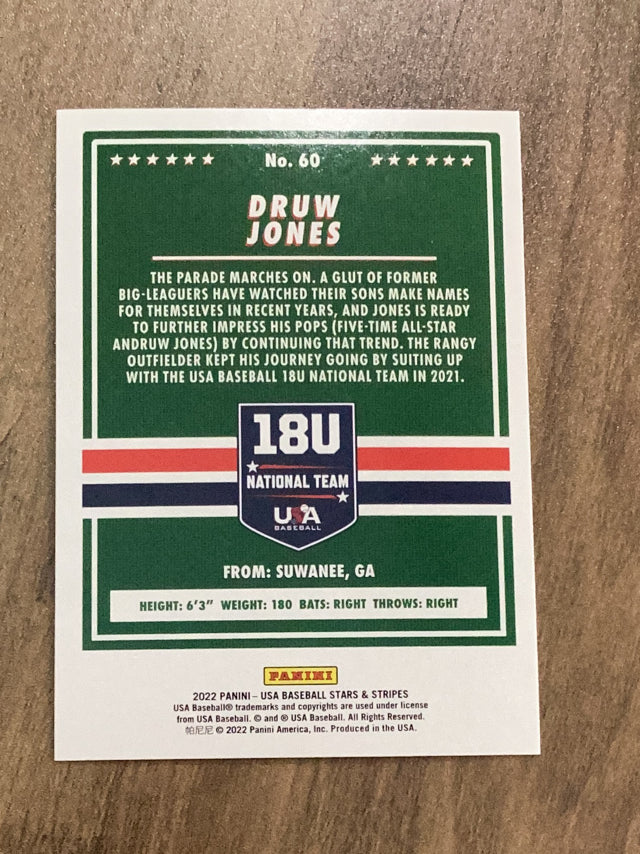 No. 60
DRUW
JONES
THE PARADE MARCHES ON. A GLUT OF FORMER
BIG-LEAGUERS HAVE WATCHED THEIR SONS MAKE NAMES
FOR THEMSELVES IN RECENT YEARS, AND JONES IS READY
TO FURTHER IMPRESS HIS POPS (FIVE-TIME ALL-STAR
ANDRUW JONES) BY CONTINUING THAT TREND. THE RANGY
OUTFIELDER KEPT HIS JOURNEY GOING BY SUITING UP
WITH THE USA BASEBALL 18U NATIONAL TEAM IN 2021.
18U
NATIONAL TEAM
USA
BASEBALL
FROM: SUWANEE, GA
HEIGHT: 6'3" WEIGHT: 180 BATS: RIGHT THROWS: RIGHT
PANINI
2022 PANINI – USA BASEBALL STARS & STRIPES
USA Baseball® trademarks and copyrights are used under license
from USA Baseball. © and ® USA Baseball. All Rights Reserved.
帕尼尼 © 2022 Panini America, Inc. Produced in the USA.